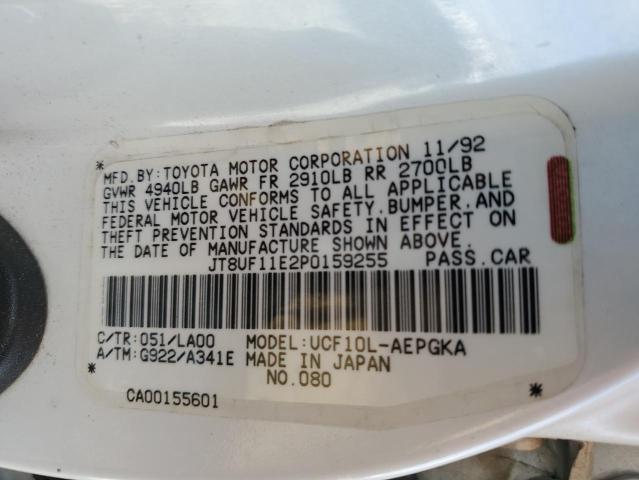 MFD.BY:TOYOTA MOTOR CORPORATION 11/92
GVWR 4940LB GAWR FR 2910LB RR 2700LB
THIS VEHICLE CONFORMS TO ALL APPLICABLE
FEDERAL MOTOR VEHICLE SAFETY,BUMPER,AND
THEFT PREVENTION STANDARDS IN EFFECT ON
THE DATE OF MANUFACTURE SHOWN ABOVE.
JT8UF11E2P0159255 PASS.CAR
C/TR:051/LA00 MODEL:UCF10L-AEPGKA
A/TM:G922/A341E MADE IN JAPAN
NO.080
CA00155601